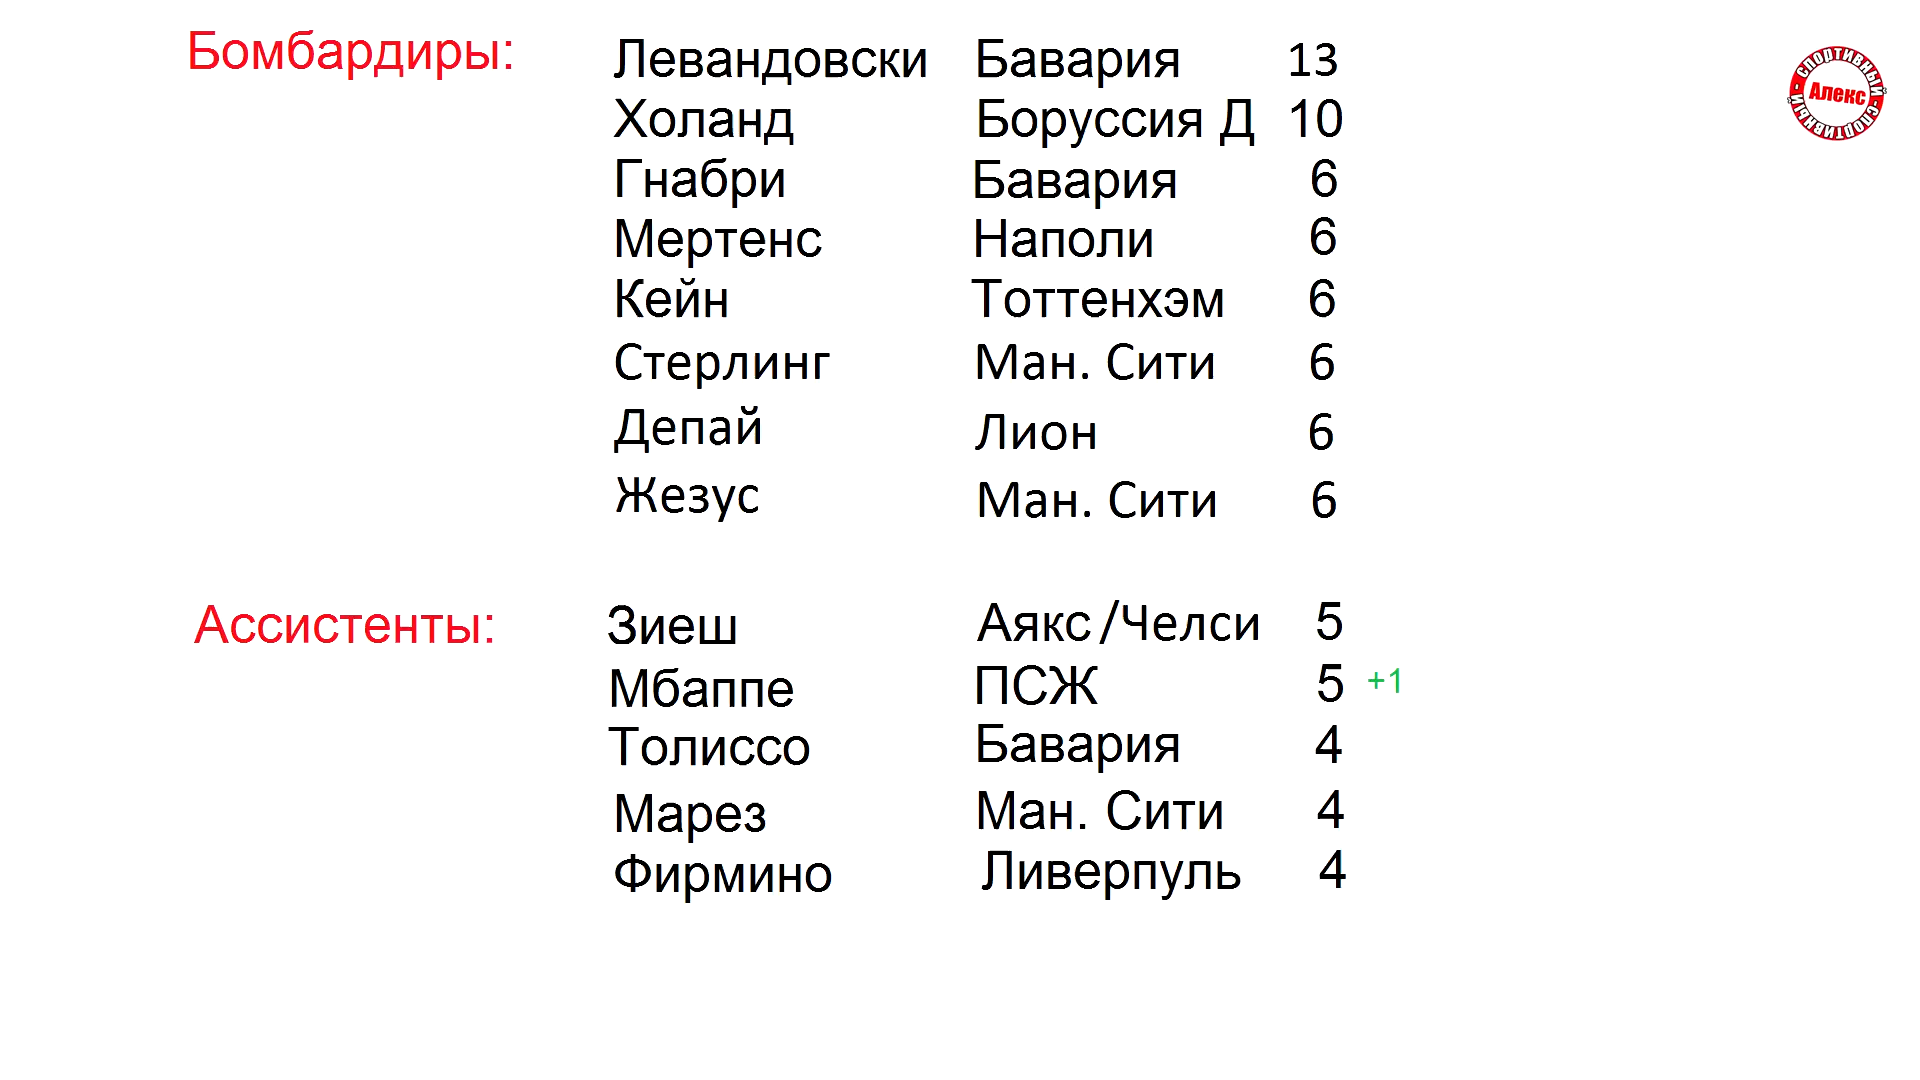 Бомбардиры: Левандовски Бавария 13
Холанд Боруссия Д 10
Гнабри Бавария 6
Мертенс Наполи 6
Кейн Тоттенхэм 6
Стерлинг Ман. Сити 6
Депай Лион 6
Жезус Ман. Сити 6
Ассистенты: Зиеш Аякс/Челси 5
Мбаппе ПСЖ 5 +1
Толиссо Бавария 4
Марез Ман. Сити 4
Фирмино Ливерпуль 4
СПОРТИВНЫЙ
Алекс
СПОРТИВНЫЙ